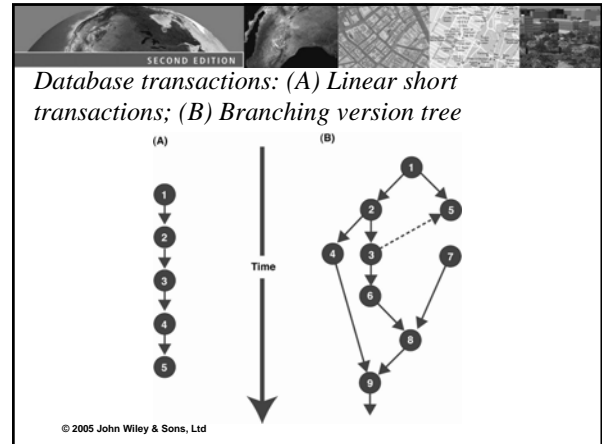 SECOND EDITION
Database transactions: (A) Linear short
transactions; (B) Branching version tree
(A)
1
2
3
4
5
Time
(B)
1
2
5
4
3
7
6
8
9
© 2005 John Wiley & Sons, Ltd